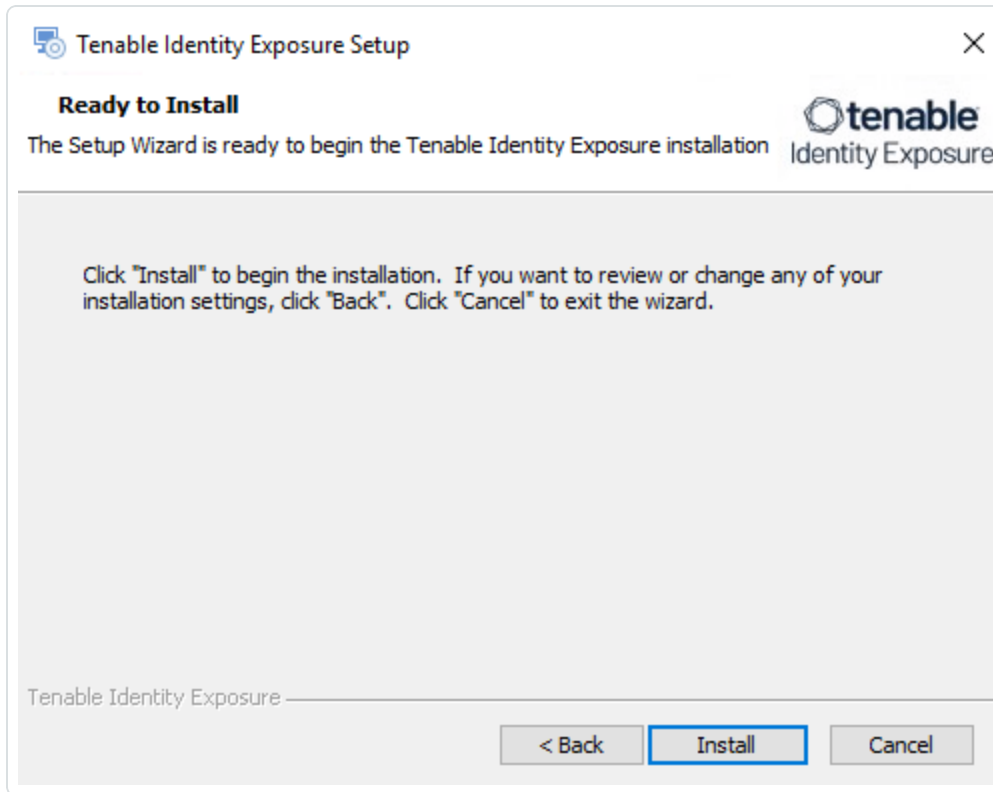 Tenable Identity Exposure Setup
Ready to Install
The Setup Wizard is ready to begin the Tenable Identity Exposure installation
tenable
Identity Exposure
Click "Install" to begin the installation. If you want to review or change any of your
installation settings, click "Back". Click "Cancel" to exit the wizard.
Tenable Identity Exposure
< Back
Install
Cancel